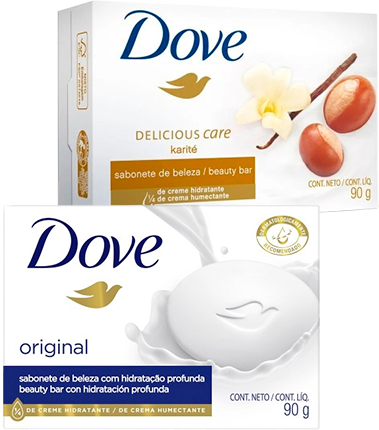 Dove
DELICIOUS care
karité
sabonete de beleza / beauty bar
¼ de creme hidratante
de crema humectante
CONT. NETO / CONT. LÍQ.
90 g
Dove
DERMATOLOGICAMENTE
RECOMENDADO
original
sabonete de beleza com hidratação profunda
beauty bar con hidratación profunda
¼ DE CREME HIDRATANTE / DE CREMA HUMECTANTE
CONT. NETO / CONT. LÍQ.
90 g